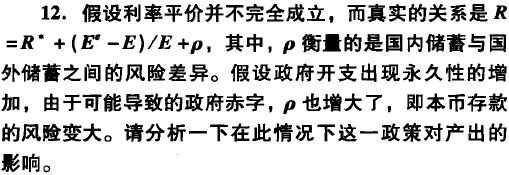 12. 假设利率平价并不完全成立，而真实的关系是 R
=R* + (Eᵉ − E)/E + ρ，其中，ρ 衡量的是国内储蓄与国
外储蓄之间的风险差异。假设政府开支出现永久性的增
加，由于可能导致的政府赤字，ρ 也增大了，即本币存款
的风险变大。请分析一下在此情况下这一政策对产出的
影响。